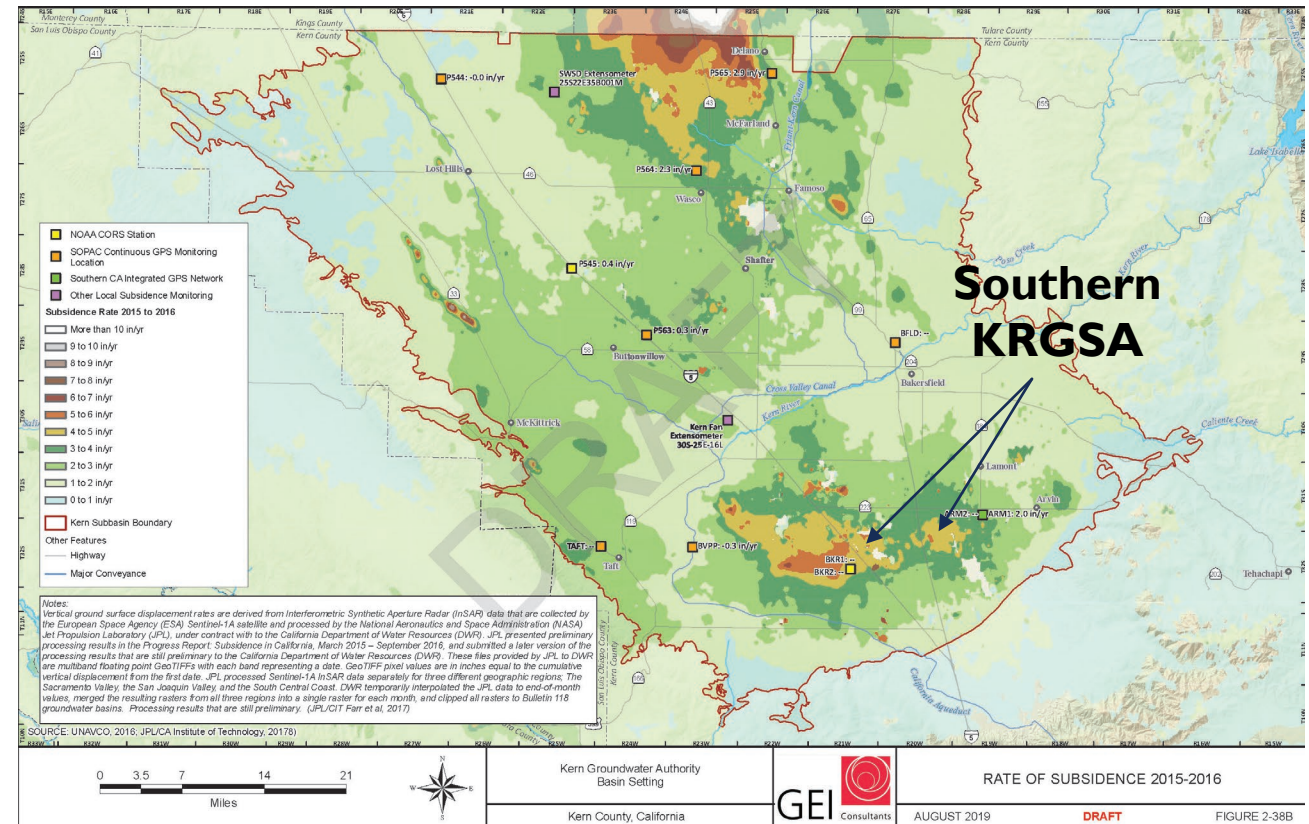 Monterey County
San Luis Obispo County
Kings County
Kern County
Tulare County
Kern County
Delano
P544: -0.0 in/yr
SWSD Extensometer
25S22E35B001M
P565: 2.9 in/yr
McFarland
Friant-Kern Canal
Lake Isabella
Lost Hills
P564: 2.3 in/yr
Wasco
Famoso
NOAA CORS Station
SOPAC Continuous GPS Monitoring
Location
Southern CA Integrated GPS Network
Other Local Subsidence Monitoring
Subsidence Rate 2015 to 2016
More than 10 in/yr
9 to 10 in/yr
8 to 9 in/yr
7 to 8 in/yr
6 to 7 in/yr
5 to 6 in/yr
4 to 5 in/yr
3 to 4 in/yr
2 to 3 in/yr
1 to 2 in/yr
0 to 1 in/yr
Kern Subbasin Boundary
Other Features
Highway
Major Conveyance
P545: 0.4 in/yr
Shafter
Poso Creek
Kern River
Southern
KRGSA
P563: 0.3 in/yr
Buttonwillow
BFLD: --
Bakersfield
Cross Valley Canal
Kern River
McKittrick
Kern Fan
Extensometer
30S-25E-16L
Caliente Creek
Lamont
Arvin
ARM2: --
ARM1: 2.0 in/yr
TAFT: --
Taft
BVPP: -0.3 in/yr
BKR1: --
BKR2: --
Tehachapi
DRAFT
California Aqueduct
San Luis Obispo County
Kern County
Notes:
Vertical ground surface displacement rates are derived from Interferometric Synthetic Aperture Radar (InSAR) data that are collected by
the European Space Agency (ESA) Sentinel-1A satellite and processed by the National Aeronautics and Space Administration (NASA)
Jet Propulsion Laboratory (JPL), under contract with to the California Department of Water Resources (DWR). JPL presented preliminary
processing results in the Progress Report: Subsidence in California, March 2015 – September 2016, and submitted a later version of the
processing results that are still preliminary to the California Department of Water Resources (DWR). These files provided by JPL to DWR
are multiband floating point GeoTIFFs with each band representing a date. GeoTIFF pixel values are in inches equal to the cumulative
vertical displacement from the first date. JPL processed Sentinel-1A InSAR data separately for three different geographic regions; The
Sacramento Valley, the San Joaquin Valley, and the South Central Coast. DWR temporarily interpolated the JPL data to end-of-month
values, merged the resulting rasters from all three regions into a single raster for each month, and clipped all rasters to Bulletin 118
groundwater basins. Processing results that are still preliminary. (JPL/CIT Farr et al, 2017)
SOURCE: UNAVCO, 2016; JPL/CA Institute of Technology, 20178)
0 3.5 7 14 21
Miles
N
W E
S
Kern Groundwater Authority
Basin Setting
Kern County, California
GEI Consultants
RATE OF SUBSIDENCE 2015-2016
AUGUST 2019 DRAFT FIGURE 2-38B